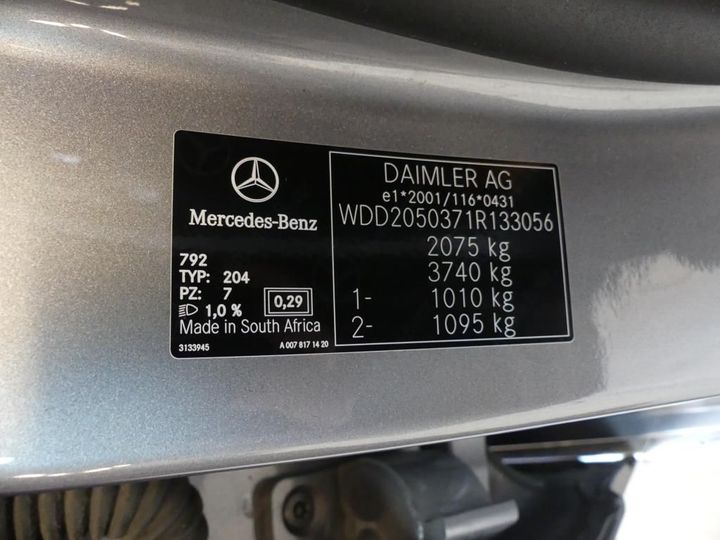 Mercedes-Benz
792
TYP: 204
PZ: 7
1,0 %
0,29
Made in South Africa
3133945
A 007 817 14 20
DAIMLER AG
e1*2001/116*0431
WDD2050371R133056
2075 kg
3740 kg
1- 1010 kg
2- 1095 kg